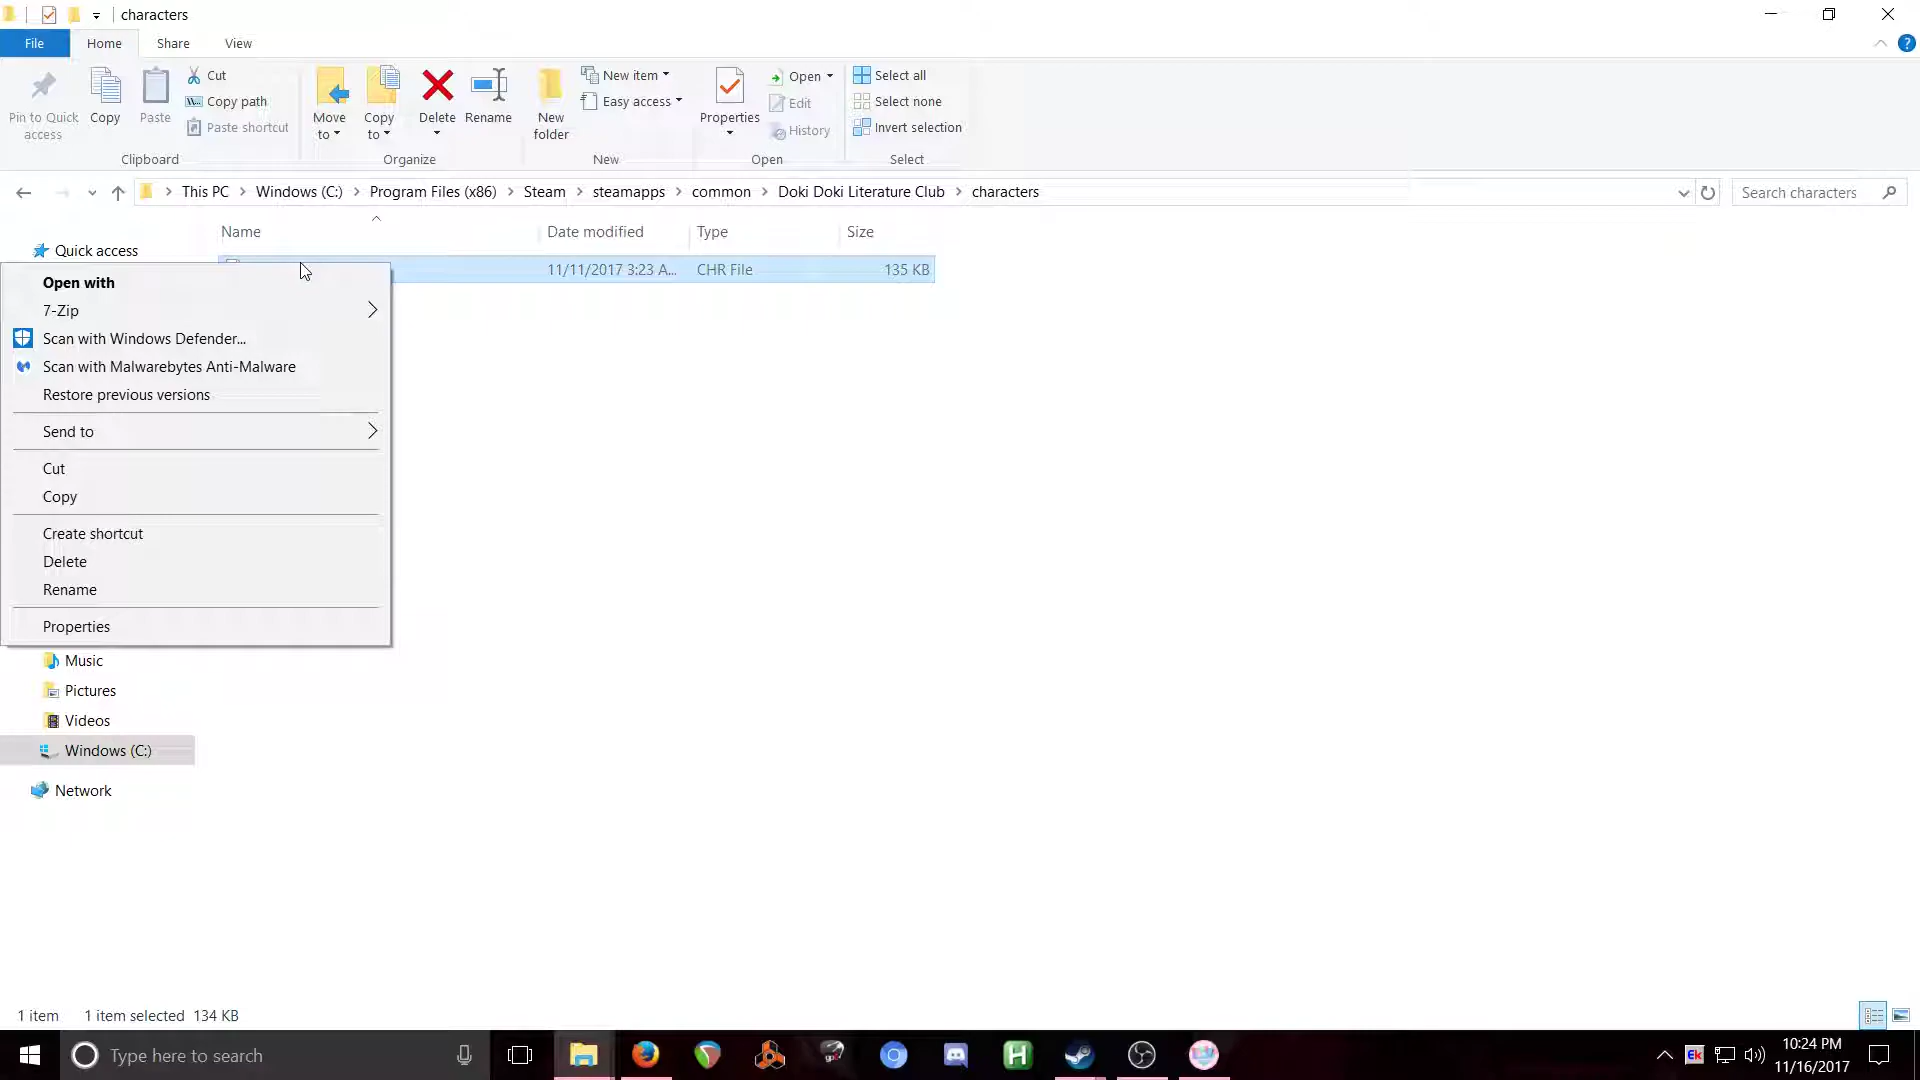 characters
File
Home
Share
View
Pin to Quick
access
Copy
Paste
Cut
Copy path
Paste shortcut
Clipboard
Move
to
Copy
to
Delete
Rename
Organize
New
folder
New item
Easy access
New
Properties
Open
Edit
History
Open
Select all
Select none
Invert selection
Select
This PC
Windows (C:)
Program Files (x86)
Steam
steamapps
common
Doki Doki Literature Club
characters
Search characters
Name
Date modified
Type
Size
Quick access
11/11/2017 3:23 A...
CHR File
135 KB
Open with
7-Zip
Scan with Windows Defender...
Scan with Malwarebytes Anti-Malware
Restore previous versions
Send to
Cut
Copy
Create shortcut
Delete
Rename
Properties
Music
Pictures
Videos
Windows (C:)
Network
1 item
1 item selected 134 KB
Type here to search
Ek
10:24 PM
11/16/2017